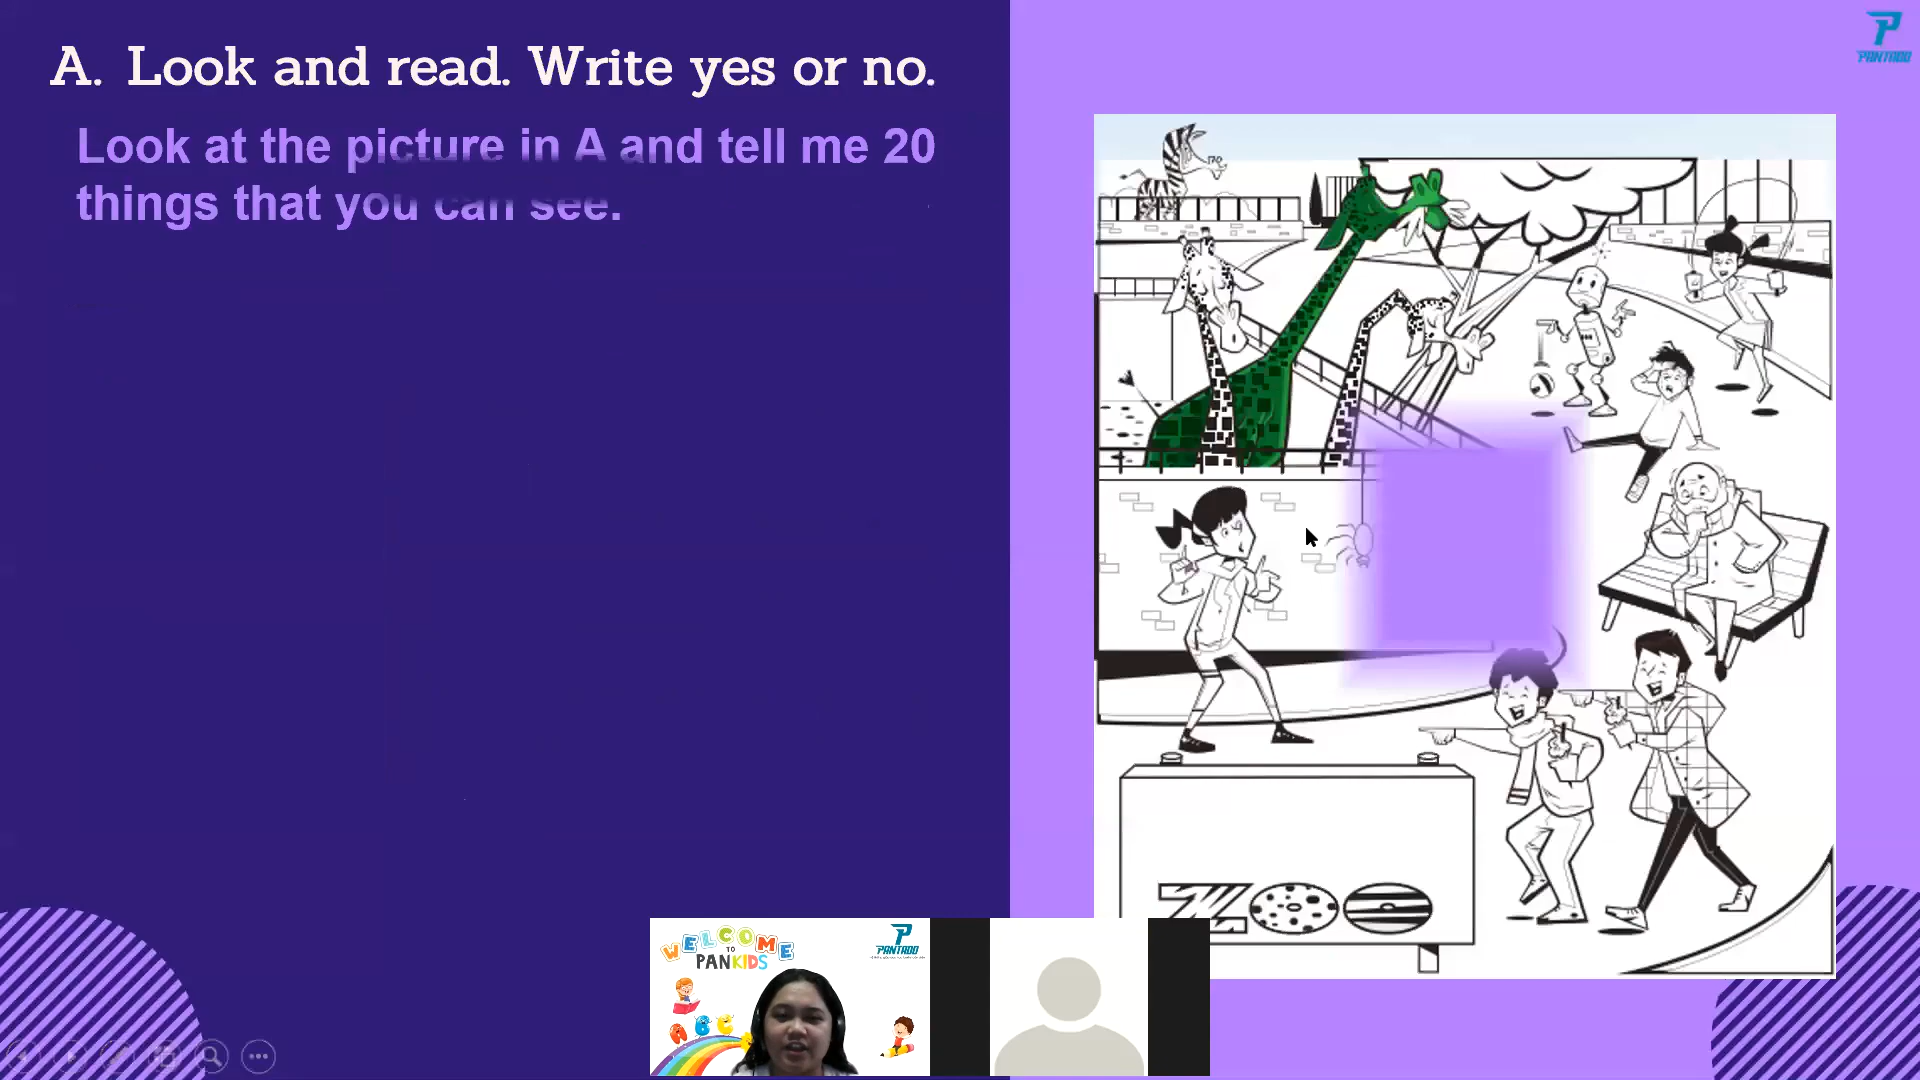 A. Look and read. Write yes or no.
Look at the picture in A and tell me 20
things that you can see.
PANTADO
ZOO
WELCOME
TO
PANKIDS
PANTADO
A B C